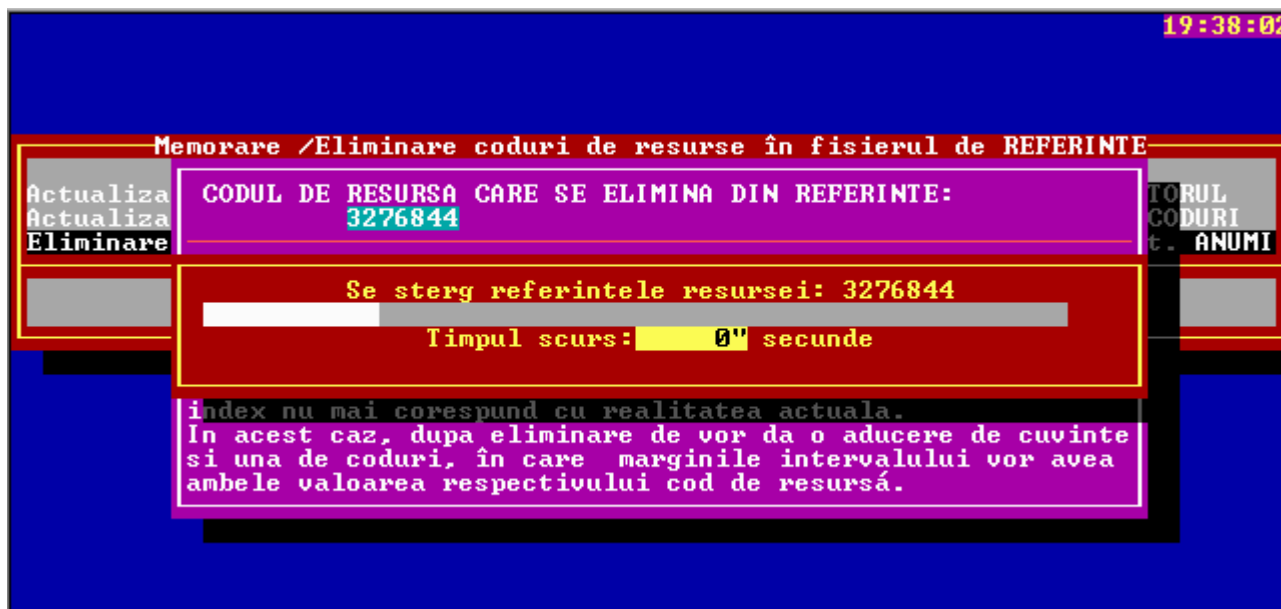 19:38:02
Memorare /Eliminare coduri de resurse în fisierul de REFERINTE
Actualiza CODUL DE RESURSA CARE SE ELIMINA DIN REFERINTE: TORUL
Actualiza 3276844 CODURI
Eliminare t. ANUMI
Se sterg referintele resursei: 3276844
Timpul scurs: 0" secunde
index nu mai corespund cu realitatea actuala.
In acest caz, dupa eliminare de vor da o aducere de cuvinte
si una de coduri, în care marginile intervalului vor avea
ambele valoarea respectivului cod de resursá.